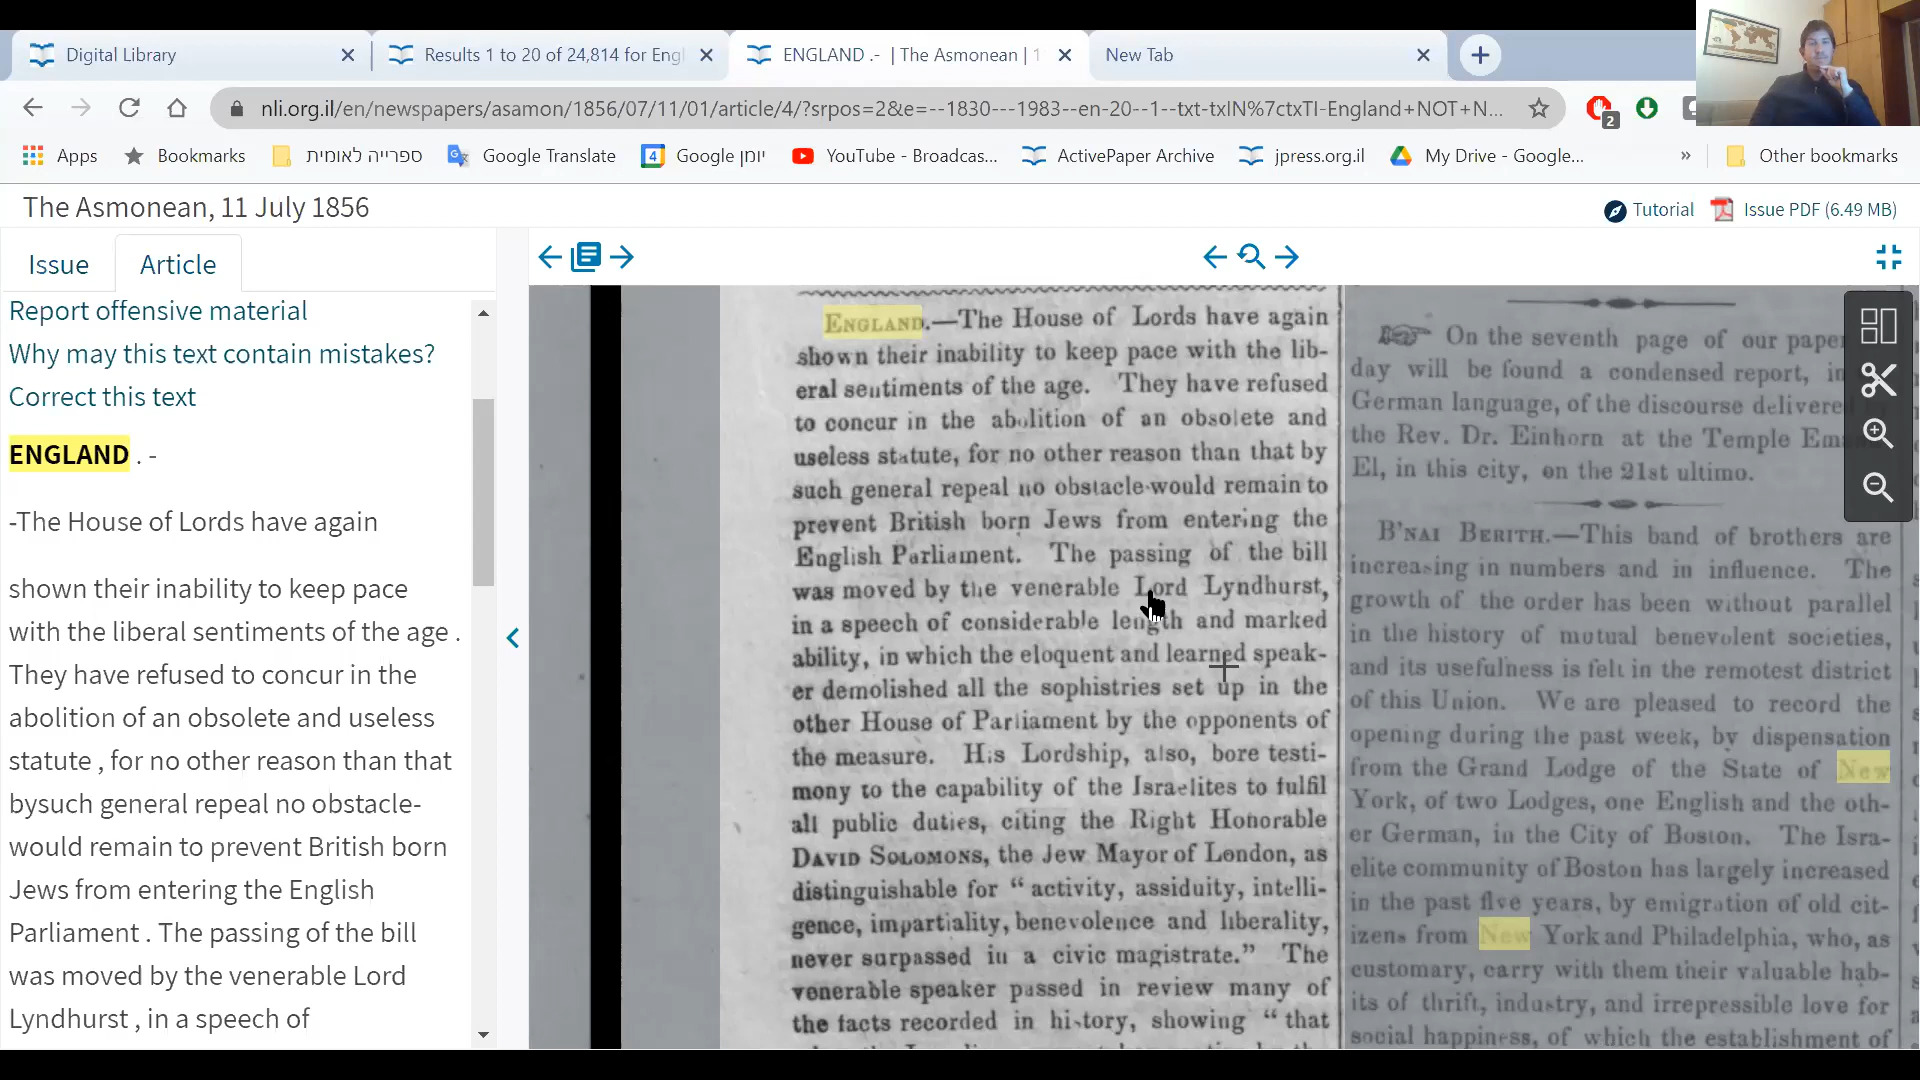 Digital Library
Results 1 to 20 of 24,814 for Engl
ENGLAND .- | The Asmonean | 1
New Tab
nli.org.il/en/newspapers/asamon/1856/07/11/01/article/4/?srpos=2&e=--1830---1983--en-20--1--txt-txIN%7ctxTI-England+NOT+N...
2
Apps
Bookmarks
ספרייה לאומית
Google Translate
4
Google יומן
YouTube - Broadcas...
ActivePaper Archive
jpress.org.il
My Drive - Google...
»
Other bookmarks
The Asmonean, 11 July 1856
Tutorial
Issue PDF (6.49 MB)
Issue
Article
Report offensive material
Why may this text contain mistakes?
Correct this text
ENGLAND . -
-The House of Lords have again
shown their inability to keep pace
with the liberal sentiments of the age .
They have refused to concur in the
abolition of an obsolete and useless
statute , for no other reason than that
bysuch general repeal no obstacle-
would remain to prevent British born
Jews from entering the English
Parliament . The passing of the bill
was moved by the venerable Lord
Lyndhurst , in a speech of
ENGLAND.—The House of Lords have again
shown their inability to keep pace with the lib-
eral sentiments of the age. They have refused
to concur in the abolition of an obsolete and
useless statute, for no other reason than that by
such general repeal no obstacle would remain to
prevent British born Jews from entering the
English Parliament. The passing of the bill
was moved by the venerable Lord Lyndhurst,
in a speech of considerable length and marked
ability, in which the eloquent and learned speak-
er demolished all the sophistries set up in the
other House of Parliament by the opponents of
the measure. His Lordship, also, bore testi-
mony to the capability of the Israelites to fulfil
all public duties, citing the Right Honorable
DAVID SOLOMONS, the Jew Mayor of London, as
distinguishable for “ activity, assiduity, intelli-
gence, impartiality, benevolence and liberality,
never surpassed in a civic magistrate.” The
venerable speaker passed in review many of
the facts recorded in history, showing “ that
On the seventh page of our paper
day will be found a condensed report, in
German language, of the discourse delivered
the Rev. Dr. Einhorn at the Temple Ema
El, in this city, on the 21st ultimo.
B'NAI BERITH.—This band of brothers are
increasing in numbers and in influence. The
growth of the order has been without parallel
in the history of mutual benevolent societies,
and its usefulness is felt in the remotest district
of this Union. We are pleased to record the
opening during the past week, by dispensation
from the Grand Lodge of the State of New
York, of two Lodges, one English and the oth-
er German, in the City of Boston. The Isra-
elite community of Boston has largely increased
in the past five years, by emigration of old cit-
izens from New York and Philadelphia, who, as
customary, carry with them their valuable hab-
its of thrift, industry, and irrepressible love for
social happiness, of which the establishment of